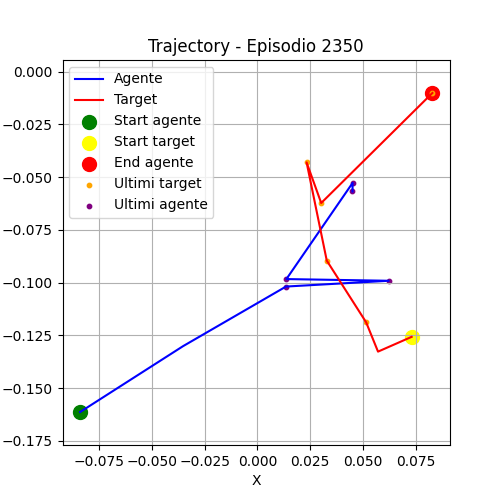 Trajectory - Episodio 2350
Agente
Target
Start agente
Start target
End agente
Ultimi target
Ultimi agente
0.000
−0.025
−0.050
−0.075
−0.100
−0.125
−0.150
−0.175
−0.075 −0.050 −0.025 0.000 0.025 0.050 0.075
X